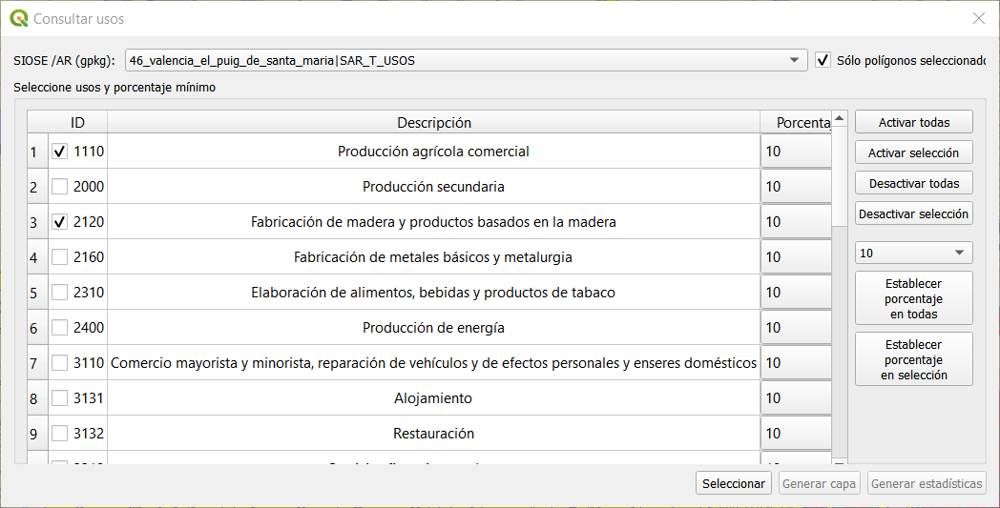 Consultar usos
SIOSE /AR (gpkg): 46_valencia_el_puig_de_santa_maria|SAR_T_USOS Sólo polígonos seleccionado
Seleccione usos y porcentaje mínimo
ID Descripción Porcentaj
1 1110 Producción agrícola comercial 10
2 2000 Producción secundaria 10
3 2120 Fabricación de madera y productos basados en la madera 10
4 2160 Fabricación de metales básicos y metalurgia 10
5 2310 Elaboración de alimentos, bebidas y productos de tabaco 10
6 2400 Producción de energía 10
7 3110 Comercio mayorista y minorista, reparación de vehículos y de efectos personales y enseres domésticos 10
8 3131 Alojamiento 10
9 3132 Restauración 10
Activar todas
Activar selección
Desactivar todas
Desactivar selección
10
Establecer
porcentaje
en todas
Establecer
porcentaje
en selección
Seleccionar Generar capa Generar estadísticas